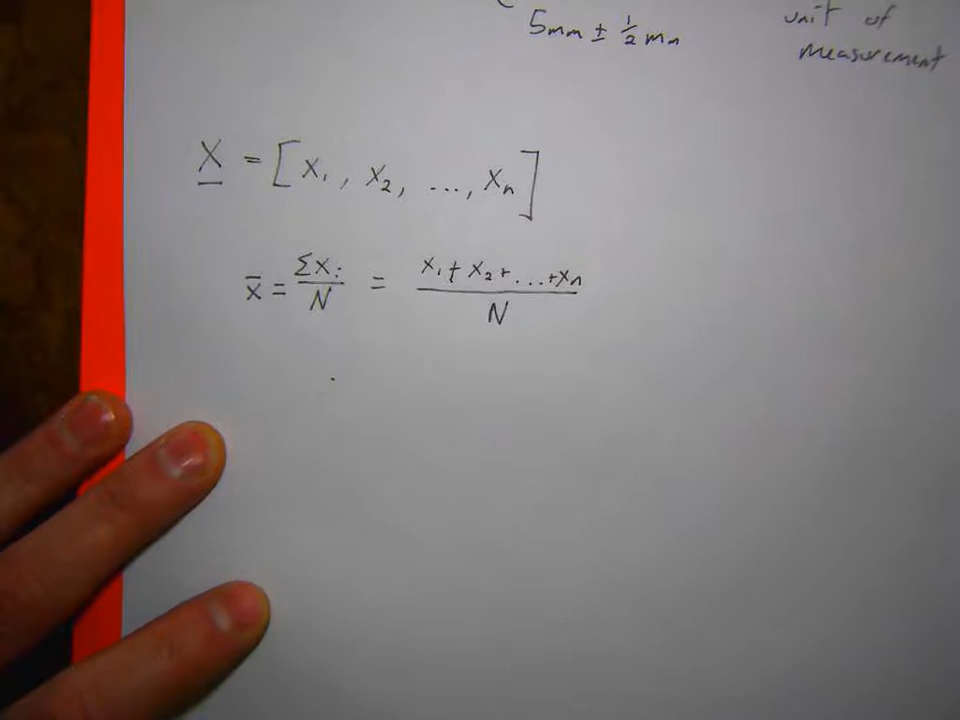 5mm ± 1/2 mm
unit of
measurement
X = [x₁, x₂, ..., xₙ]
x̄ = Σxᵢ/N = x₁ + x₂ + ... + xₙ/N